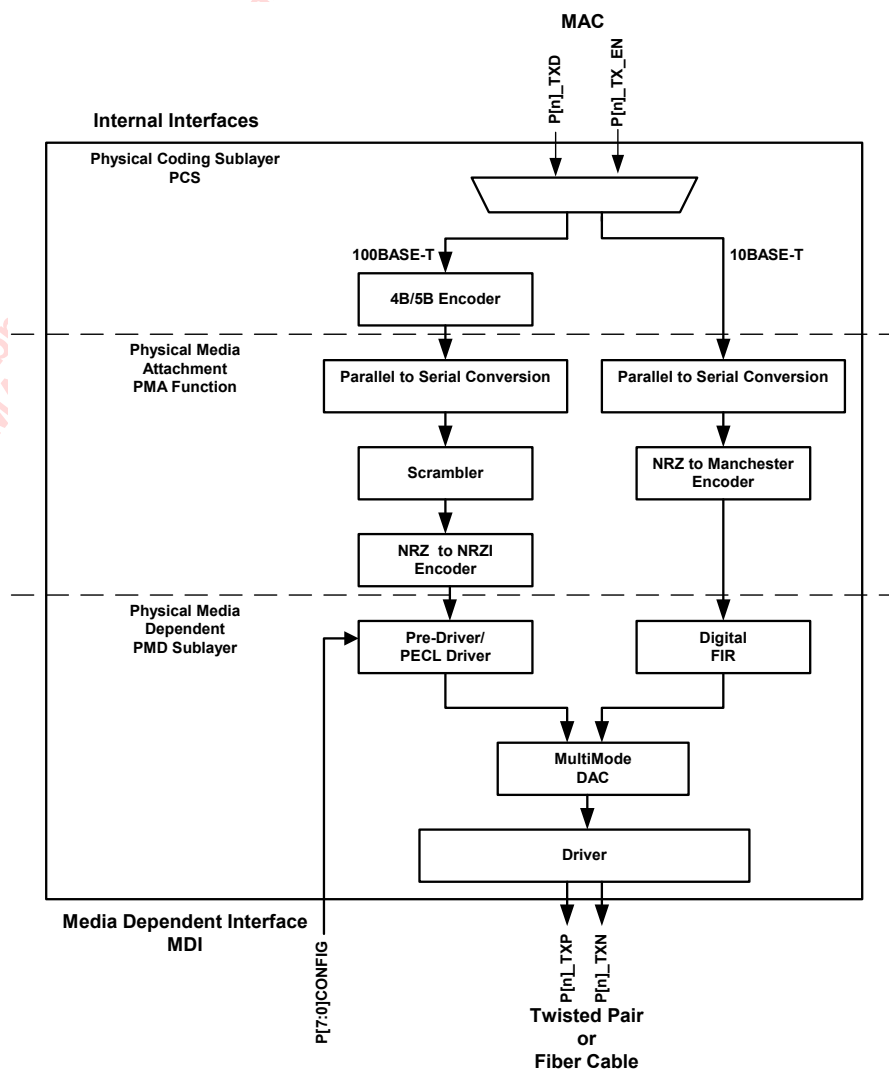 MAC
P[n]_TXD
P[n]_TX_EN
Internal Interfaces
Physical Coding Sublayer
PCS
100BASE-T
10BASE-T
4B/5B Encoder
Physical Media
Attachment
PMA Function
Parallel to Serial Conversion
Parallel to Serial Conversion
Scrambler
NRZ to Manchester
Encoder
NRZ to NRZI
Encoder
Physical Media
Dependent
PMD Sublayer
Pre-Driver/
PECL Driver
Digital
FIR
MultiMode
DAC
Driver
Media Dependent Interface
MDI
P[7:0]CONFIG
P[n]_TXP
P[n]_TXN
Twisted Pair
or
Fiber Cable